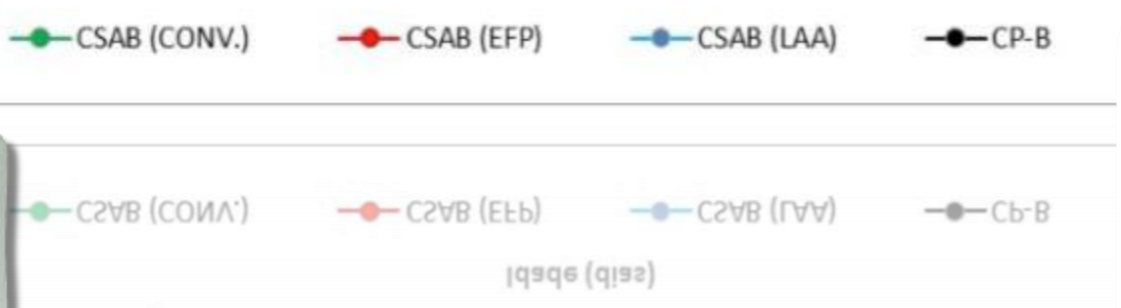 CSAB (CONV.) CSAB (EFP) CSAB (LAA) CP-B
CSAB (CONV.) CSAB (EFP) CSAB (LAA) CP-B
Idade (dias)